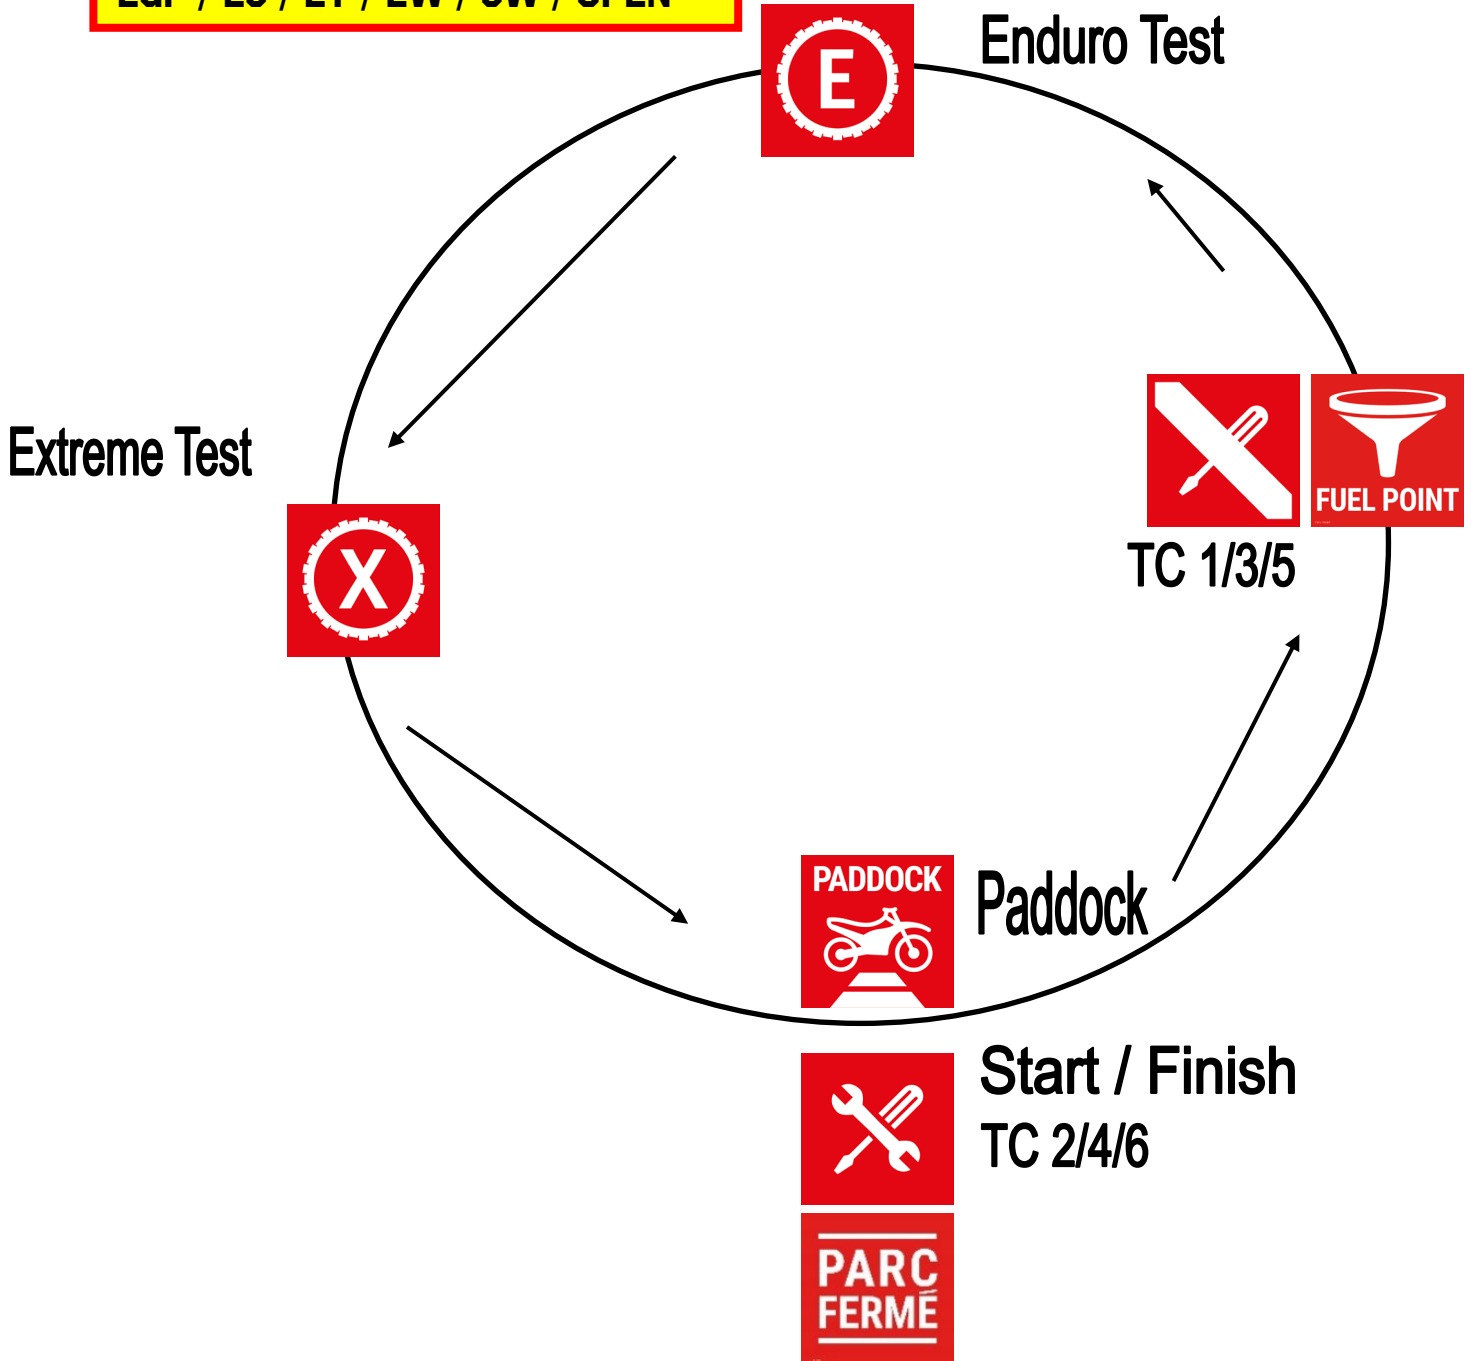 Enduro Test
E
Extreme Test
FUEL POINT
TC 1/3/5
X
PADDOCK
Paddock
Start / Finish
TC 2/4/6
PARC
FERMÉ